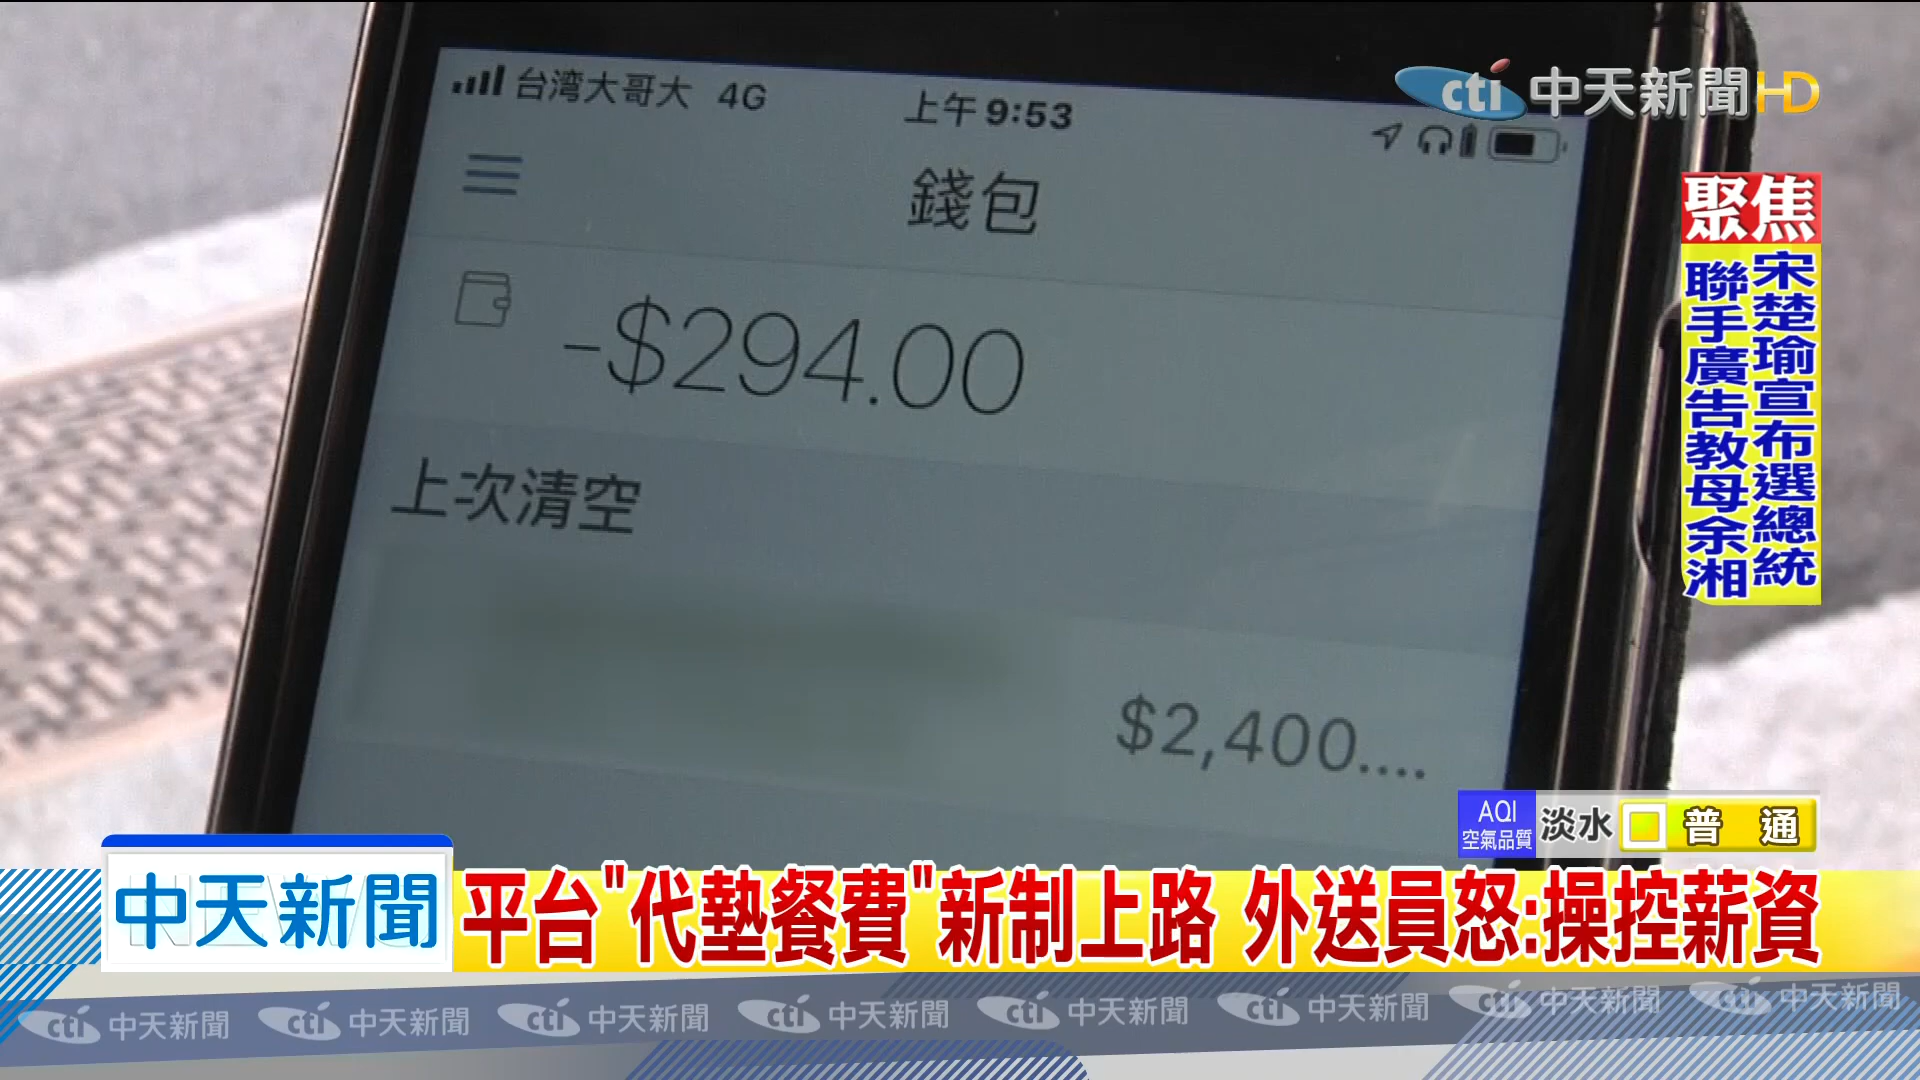 台湾大哥大 4G
上午9:53
錢包
-$294.00
上次清空
$2,400....
cti 中天新聞HD
聚焦
宋楚瑜宣布選總統
聯手廣告教母余湘
AQI
空氣品質
淡水
普通
中天新聞
平台"代墊餐費"新制上路 外送員怒:操控薪資
cti 中天新聞 cti 中天新聞 cti 中天新聞 cti 中天新聞 cti 中天新聞 cti 中天新聞 cti 中天新聞 cti 中天新聞